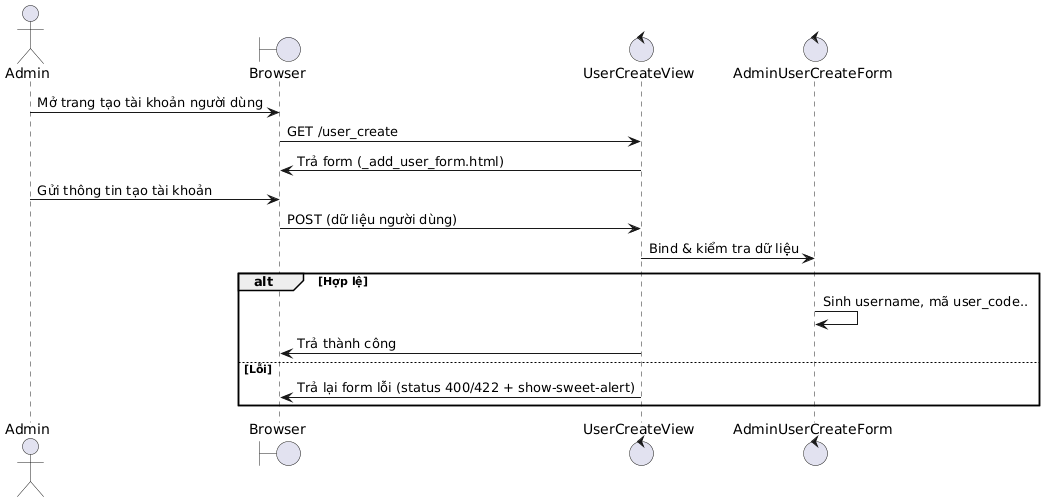 Admin
Browser
UserCreateView
AdminUserCreateForm
Mở trang tạo tài khoản người dùng
GET /user_create
Trả form (_add_user_form.html)
Gửi thông tin tạo tài khoản
POST (dữ liệu người dùng)
Bind & kiểm tra dữ liệu
alt
[Hợp lệ]
Sinh username, mã user_code..
Trả thành công
[Lỗi]
Trả lại form lỗi (status 400/422 + show-sweet-alert)
Admin
Browser
UserCreateView
AdminUserCreateForm